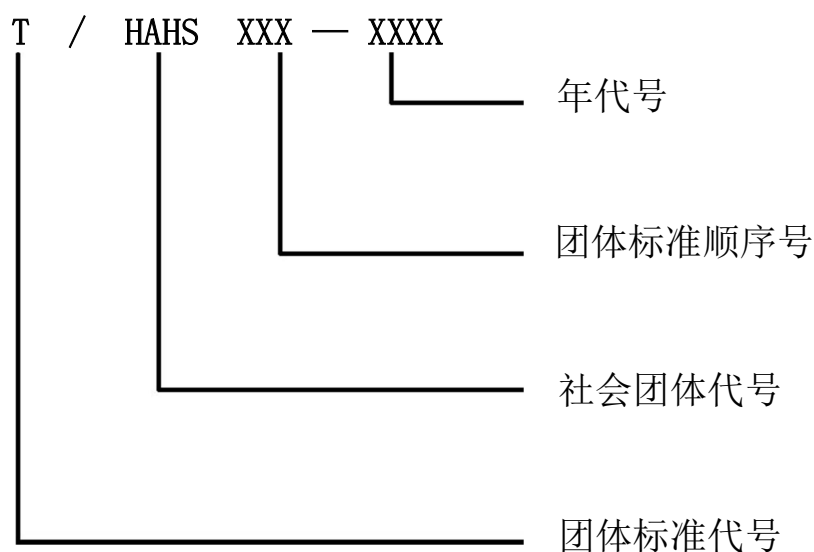 T / HAHS XXX — XXXX
年代号
团体标准顺序号
社会团体代号
团体标准代号